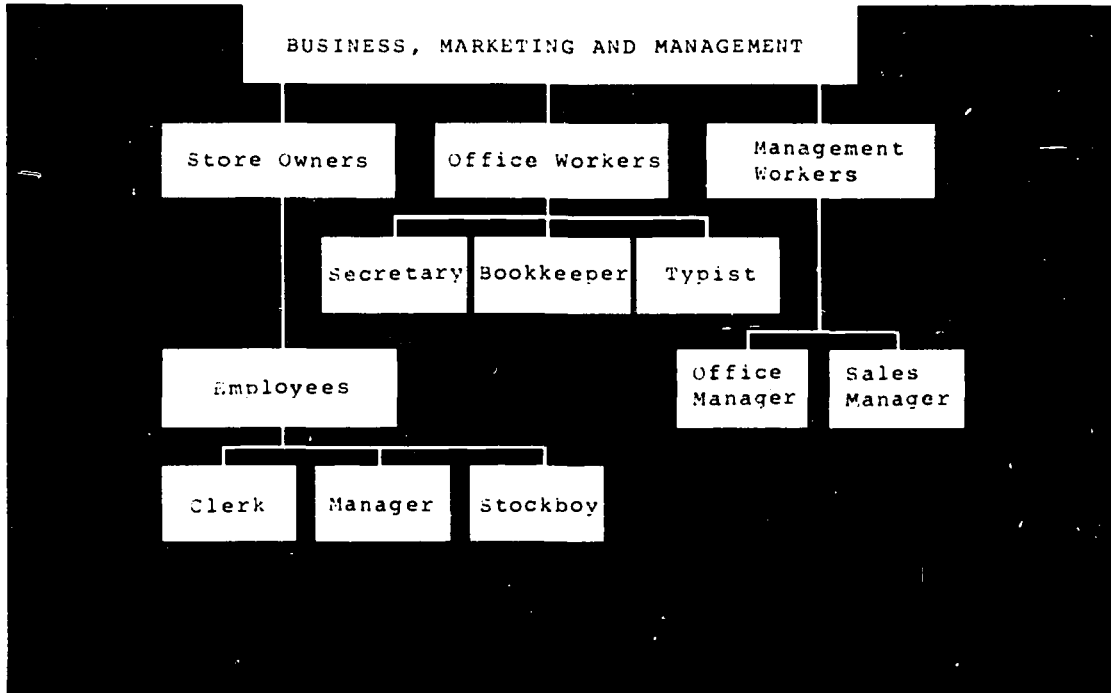 BUSINESS, MARKETING AND MANAGEMENT
Store Owners
Office Workers
Management
Workers
Secretary
Bookkeeper
Typist
Employees
Office
Manager
Sales
Manager
Clerk
Manager
Stockboy